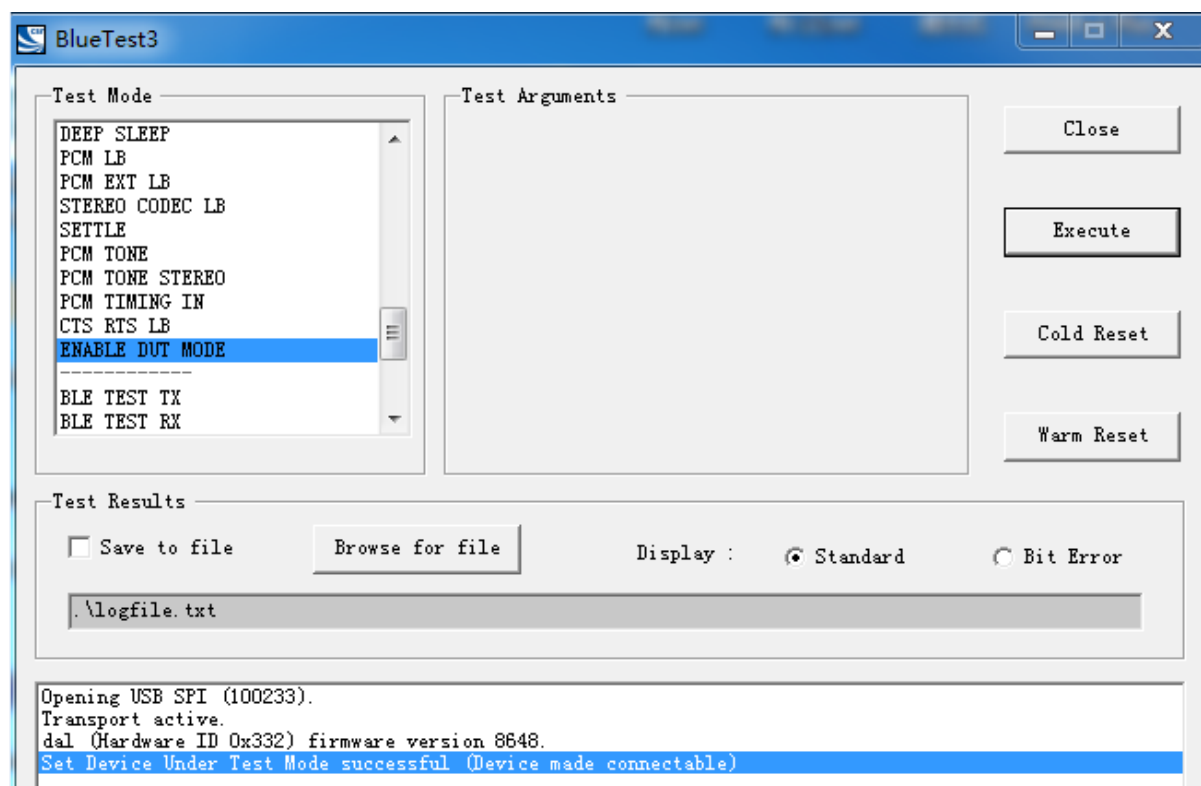 BlueTest3
Test Mode
DEEP SLEEP
PCM LB
PCM EXT LB
STEREO CODEC LB
SETTLE
PCM TONE
PCM TONE STEREO
PCM TIMING IN
CTS RTS LB
ENABLE DUT MODE
------------
BLE TEST TX
BLE TEST RX
Test Arguments
Close
Execute
Cold Reset
Warm Reset
Test Results
Save to file
Browse for file
Display :
Standard
Bit Error
.\logfile.txt
Opening USB SPI (100233).
Transport active.
dal (Hardware ID 0x332) firmware version 8648.
Set Device Under Test Mode successful (Device made connectable)